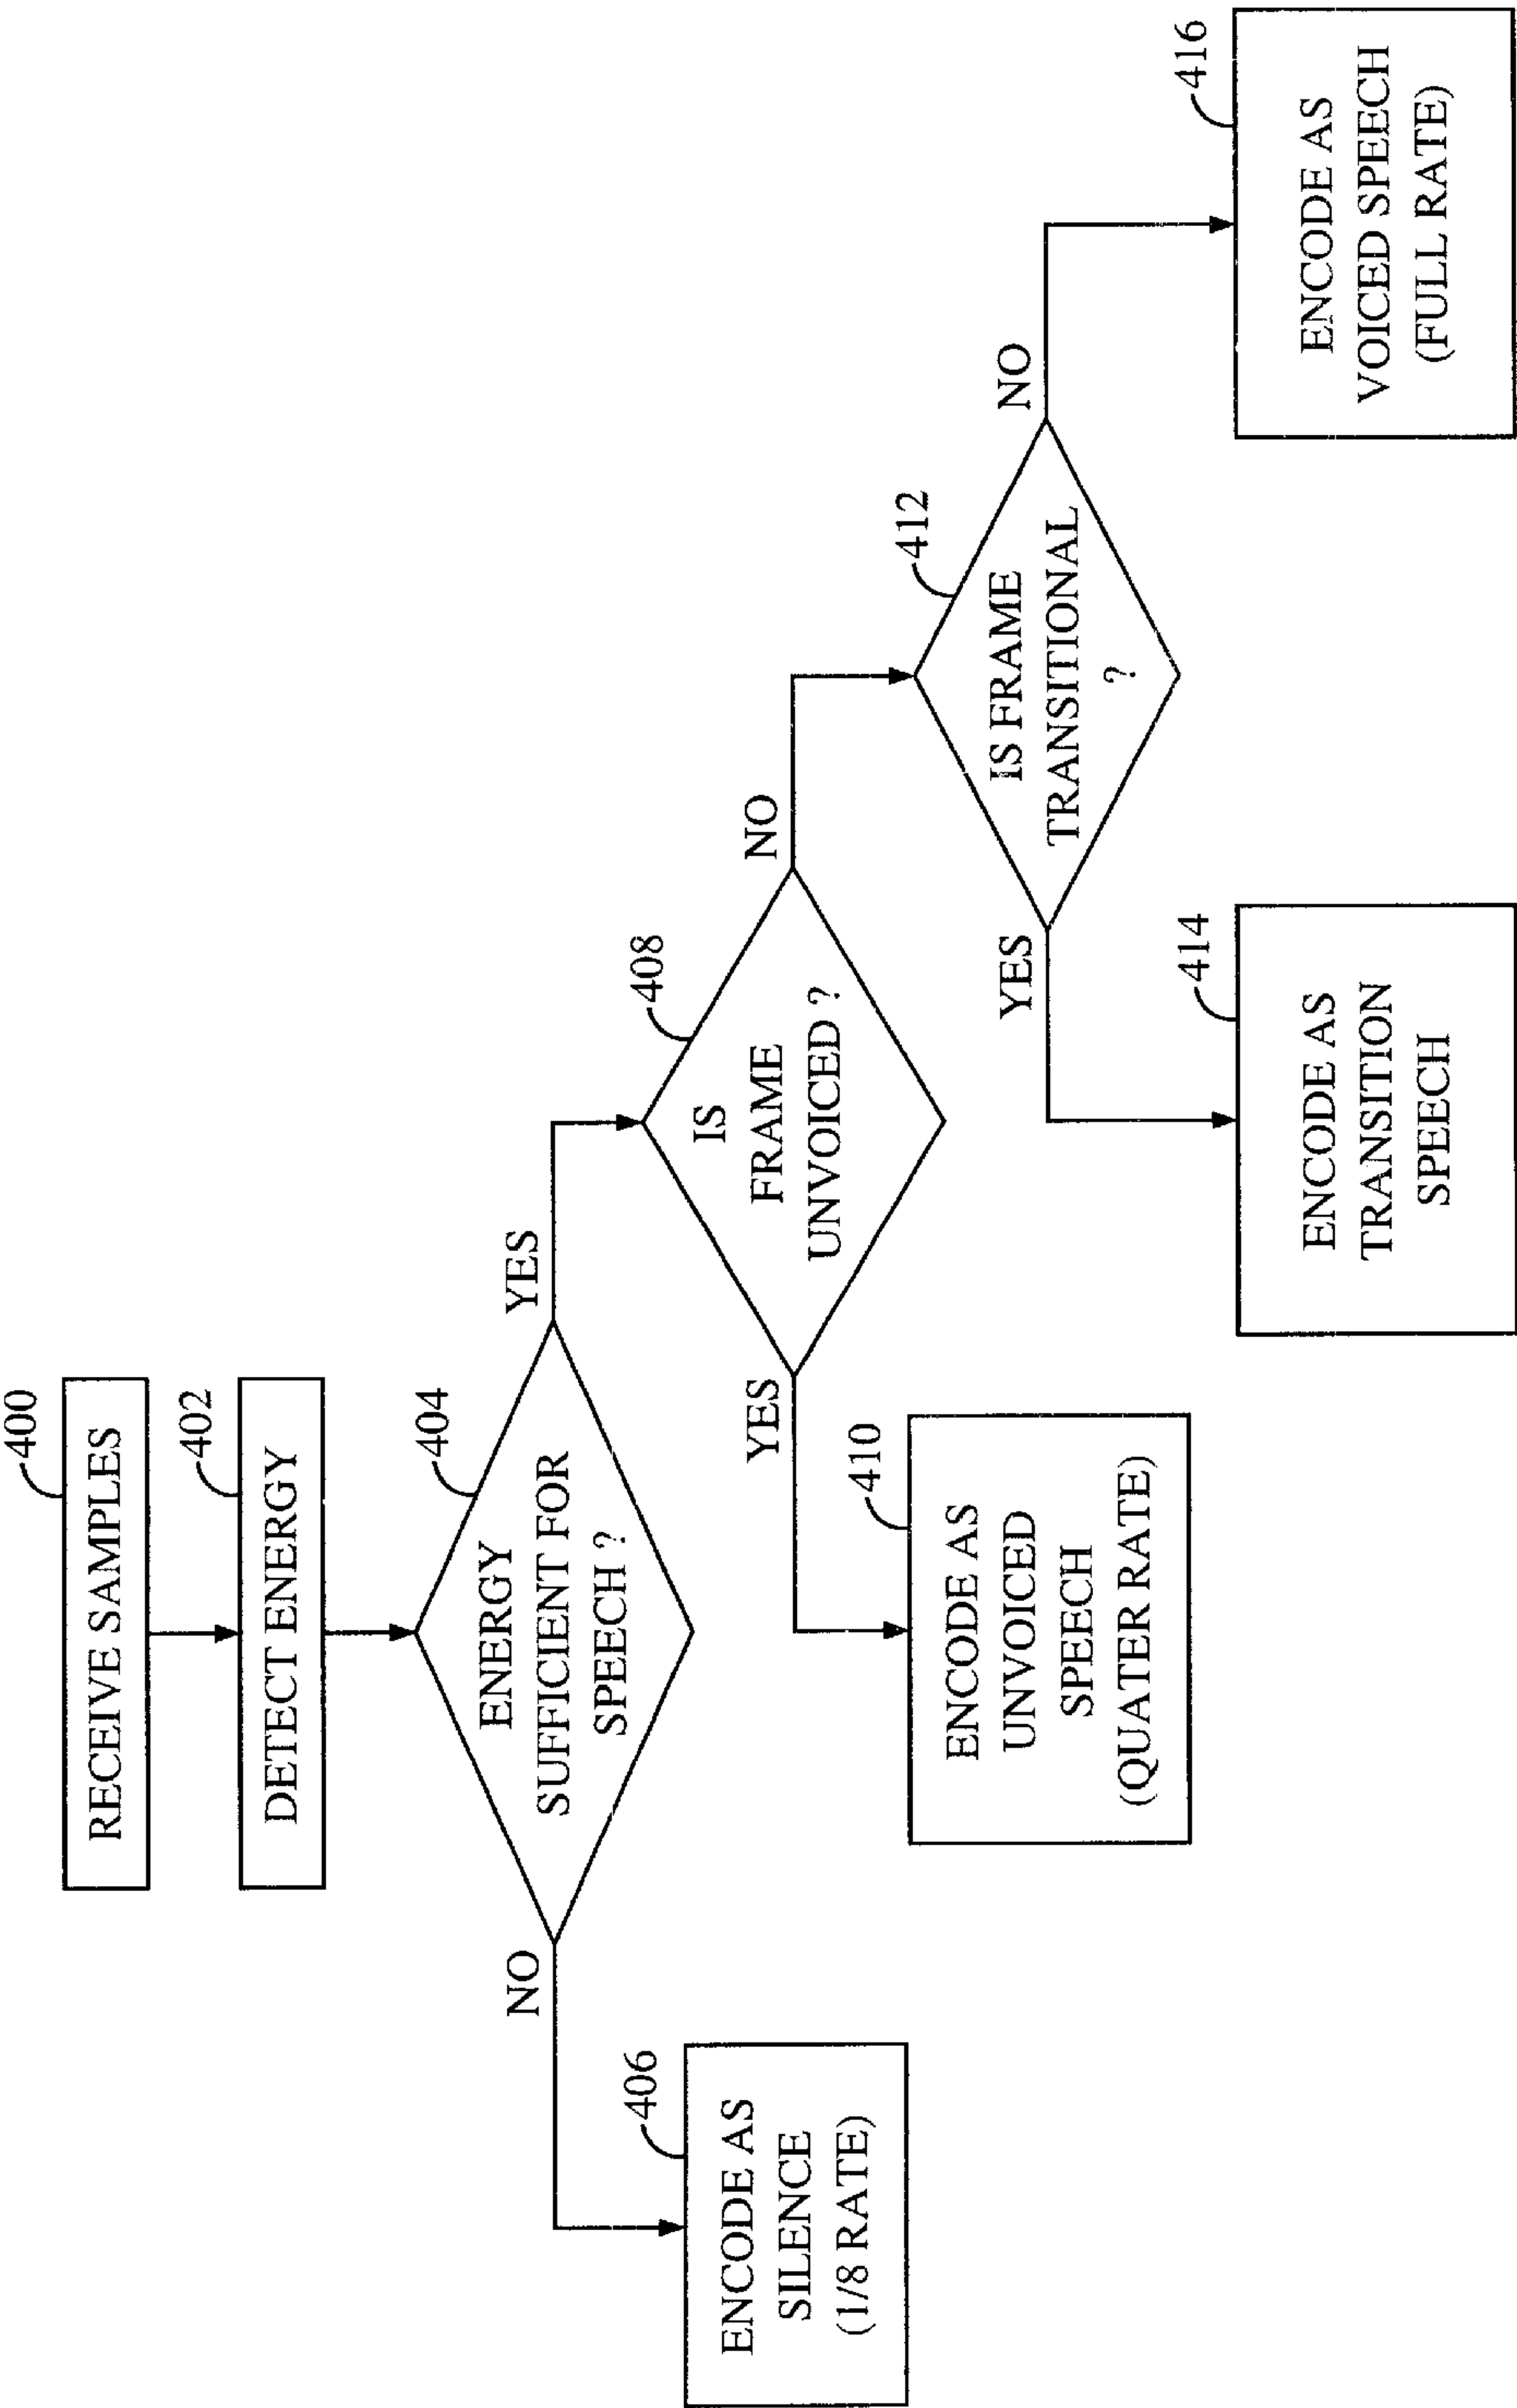 400
RECEIVE SAMPLES
402
DETECT ENERGY
404
ENERGY
SUFFICIENT FOR
SPEECH ?
NO
YES
406
ENCODE AS
SILENCE
(1/8 RATE)
408
IS
FRAME
UNVOICED ?
YES
NO
410
ENCODE AS
UNVOICED
SPEECH
(QUATER RATE)
412
IS FRAME
TRANSITIONAL
?
YES
NO
414
ENCODE AS
TRANSITION
SPEECH
416
ENCODE AS
VOICED SPEECH
(FULL RATE)